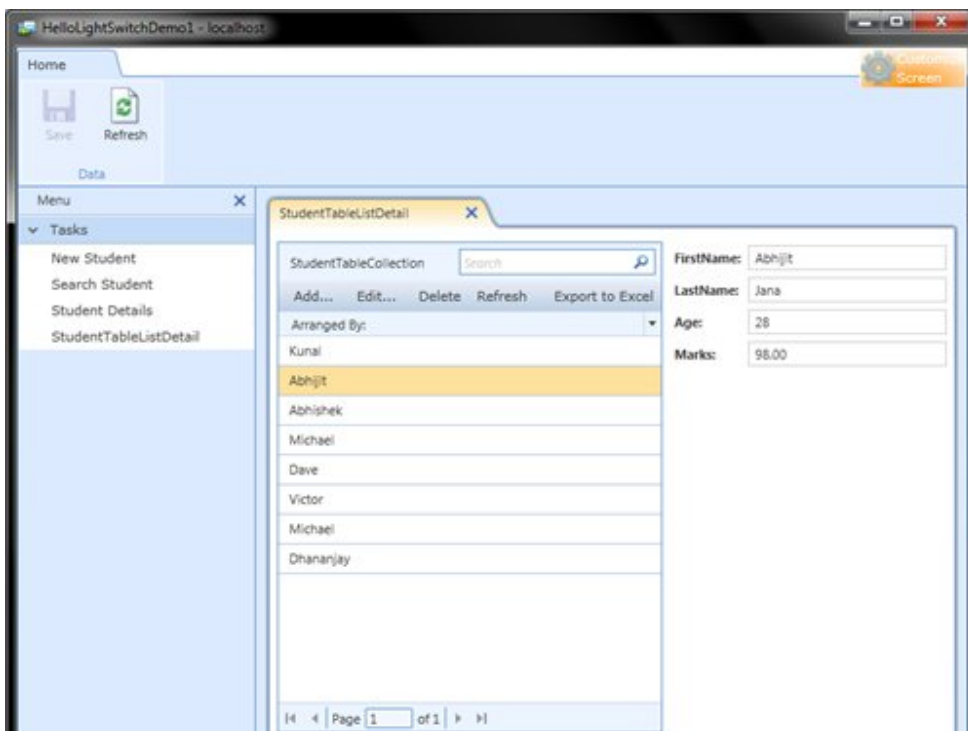 HelloLightSwitchDemo1 - localhost
Home
Custom
Screen
Save
Refresh
Data
Menu
Tasks
New Student
Search Student
Student Details
StudentTableListDetail
StudentTableListDetail
StudentTableCollection
Search
Add... Edit... Delete Refresh Export to Excel
Arranged By:
Kunal
Abhijit
Abhishek
Michael
Dave
Victor
Michael
Dhananjay
Page 1 of 1
FirstName: Abhijit
LastName: Jana
Age: 28
Marks: 98.00